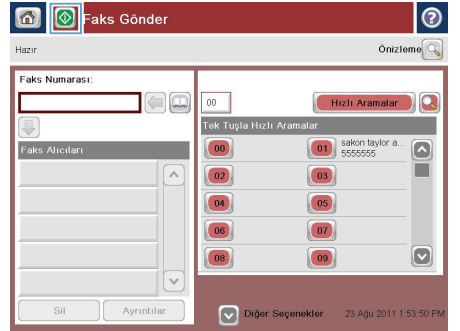 Faks Gönder
Hazır
Önizleme
Faks Numarası:
00
Hızlı Aramalar
Tek Tuşla Hızlı Aramalar
Faks Alıcıları
00
01 sakon taylor a...
5555555
02 03
04 05
06 07
08 09
Sil Ayrıntılar
Diğer Seçenekler 23 Ağu 2011 1:53:50 PM